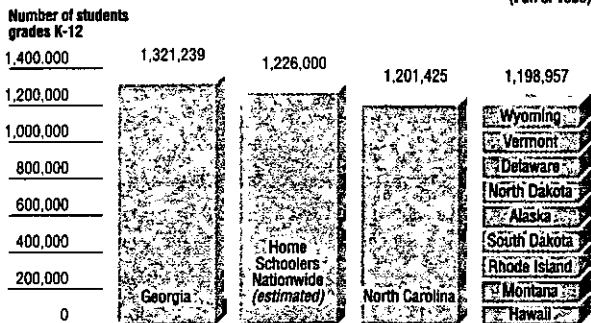 Number of students
grades K-12
1,400,000
1,200,000
1,000,000
800,000
600,000
400,000
200,000
0
1,321,239
Georgia
1,226,000
Home
Schoolers
Nationwide
(estimated)
1,201,425
North Carolina
1,198,957
Wyoming
Vermont
Delaware
North Dakota
Alaska
South Dakota
Rhode Island
Montana
Hawaii